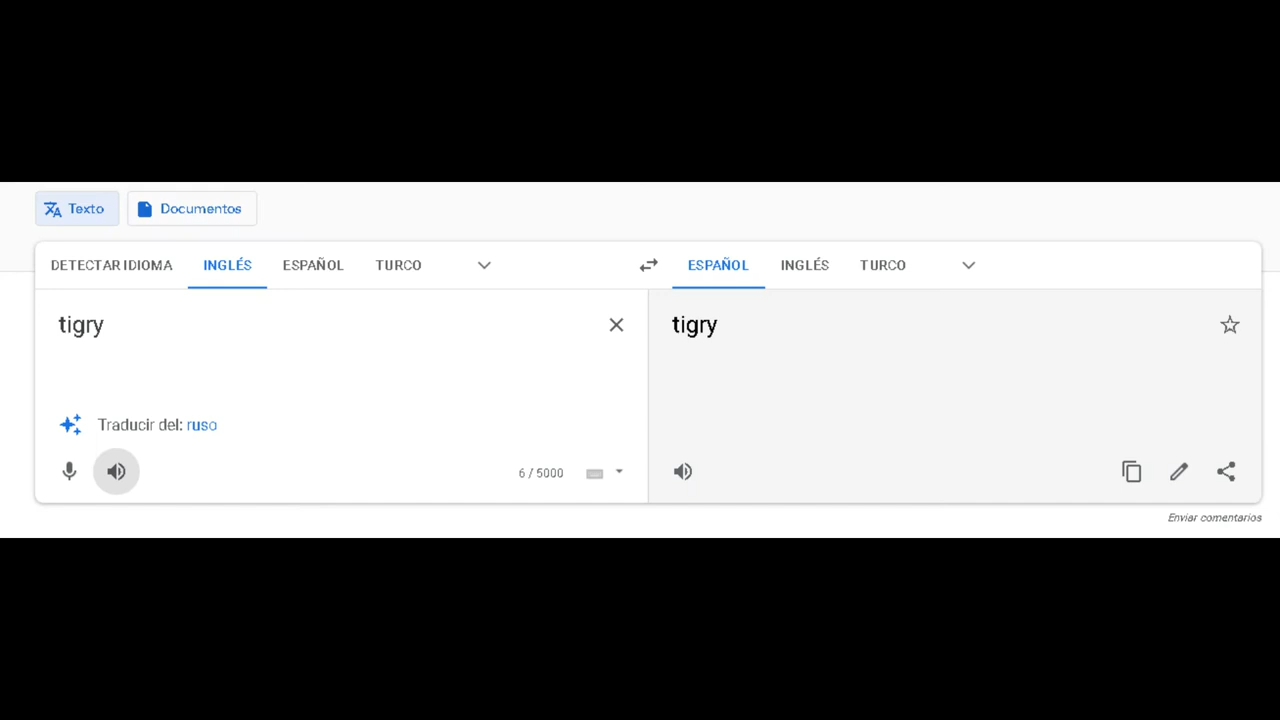 Texto Documentos
DETECTAR IDIOMA INGLÉS ESPAÑOL TURCO ESPAÑOL INGLÉS TURCO
tigry tigry
Traducir del: ruso
6 / 5000
Enviar comentarios